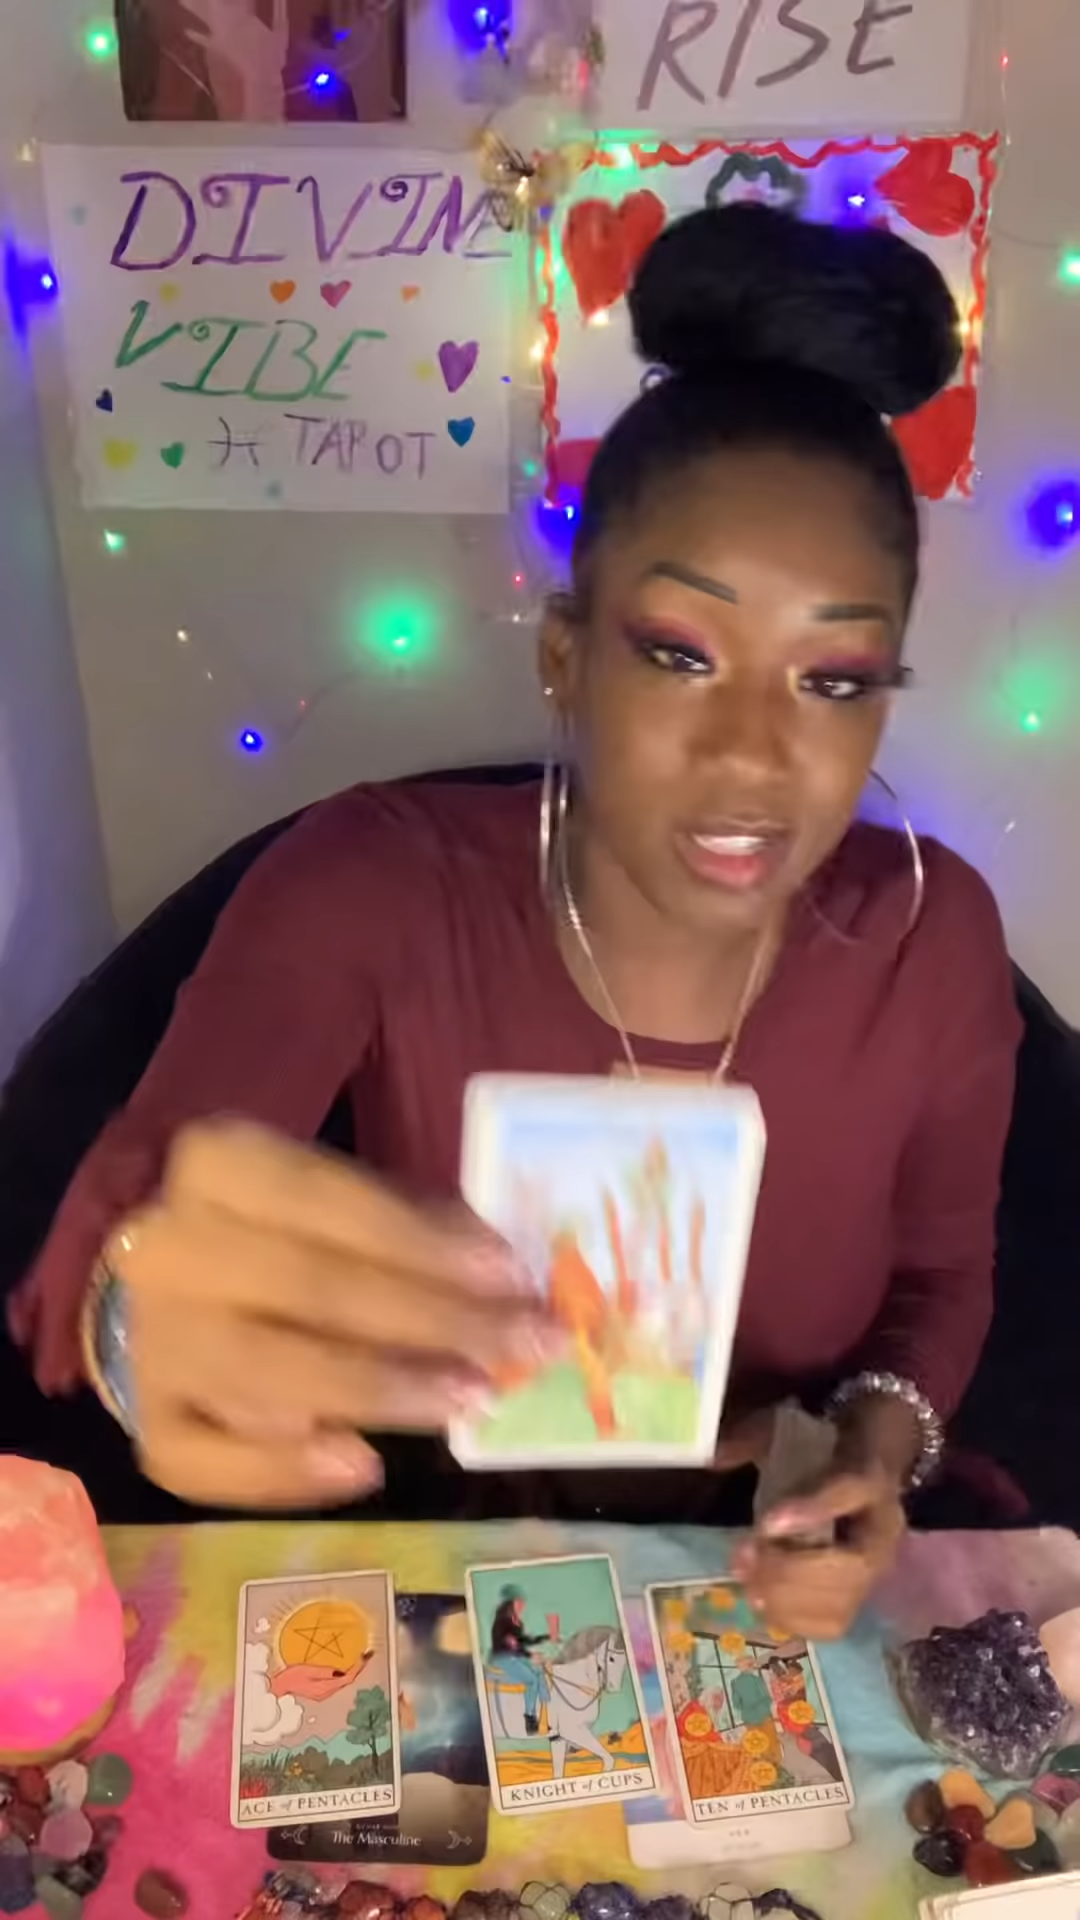 RISE
DIVINE
VIBE
♓ TAROT
ACE of PENTACLES
KNIGHT of CUPS
TEN of PENTACLES
The Masculine